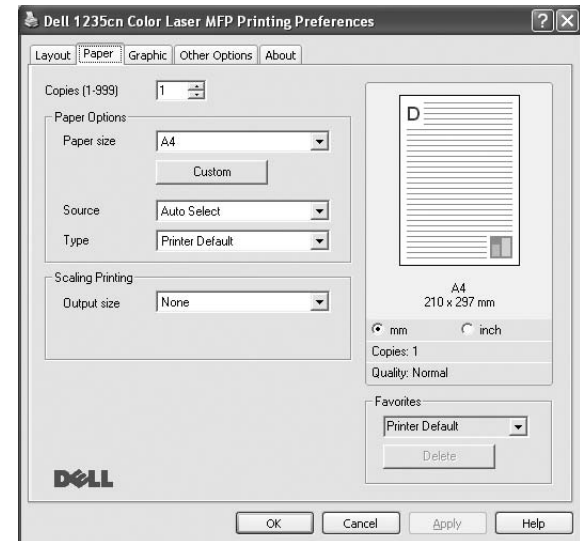 Dell 1235cn Color Laser MFP Printing Preferences
Layout Paper Graphic Other Options About
Copies (1-999) 1
Paper Options
Paper size A4
Custom
Source Auto Select
Type Printer Default
Scaling Printing
Output size None
D
A4
210 x 297 mm
mm inch
Copies: 1
Quality: Normal
Favorites
Printer Default
Delete
DELL
OK Cancel Apply Help